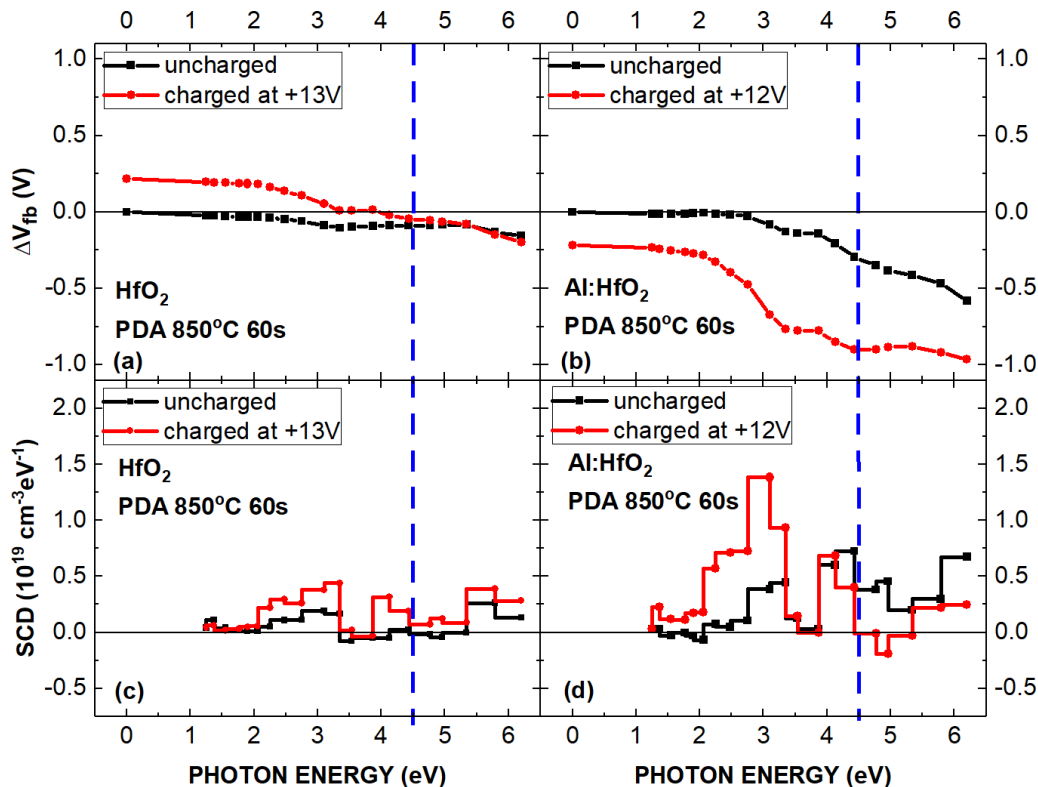 0 1 2 3 4 5 6 0 1 2 3 4 5 6
1.0 uncharged uncharged 1.0
charged at +13V charged at +12V
0.5 0.5
0.0 0.0
-0.5 -0.5
-1.0 -1.0
ΔVfb (V)
HfO2
PDA 850oC 60s
(a)
Al:HfO2
PDA 850oC 60s
(b)
2.0 uncharged uncharged 2.0
charged at +13V charged at +12V
1.5 1.5
1.0 1.0
0.5 0.5
0.0 0.0
-0.5 -0.5
SCD (10^19 cm^-3eV^-1)
HfO2
PDA 850oC 60s
(c)
Al:HfO2
PDA 850oC 60s
(d)
0 1 2 3 4 5 6 0 1 2 3 4 5 6
PHOTON ENERGY (eV) PHOTON ENERGY (eV)